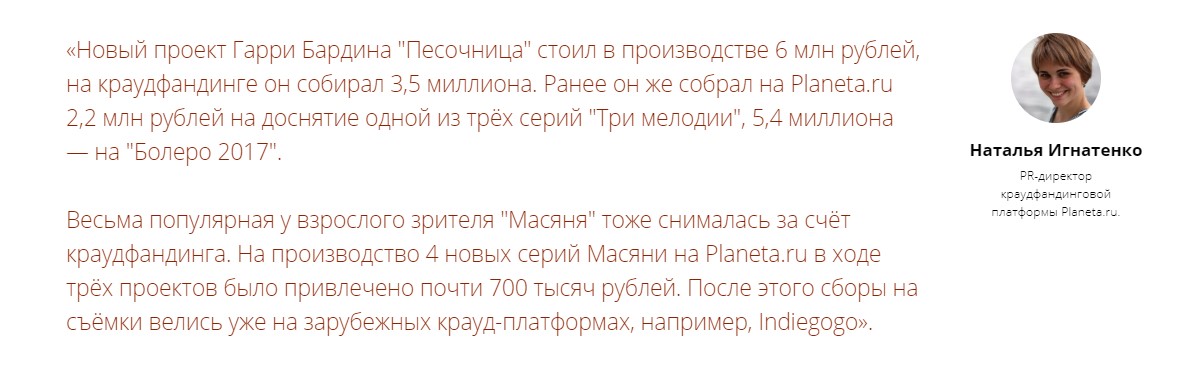 «Новый проект Гарри Бардина "Песочница" стоил в производстве 6 млн рублей,
на краудфандинге он собирал 3,5 миллиона. Ранее он же собрал на Planeta.ru
2,2 млн рублей на доснятие одной из трёх серий "Три мелодии", 5,4 миллиона
— на "Болеро 2017".
Весьма популярная у взрослого зрителя "Масяня" тоже снималась за счёт
краудфандинга. На производство 4 новых серий Масяни на Planeta.ru в ходе
трёх проектов было привлечено почти 700 тысяч рублей. После этого сборы на
съёмки велись уже на зарубежных крауд-платформах, например, Indiegogo».
Наталья Игнатенко
PR-директор
краудфандинговой
платформы Planeta.ru.